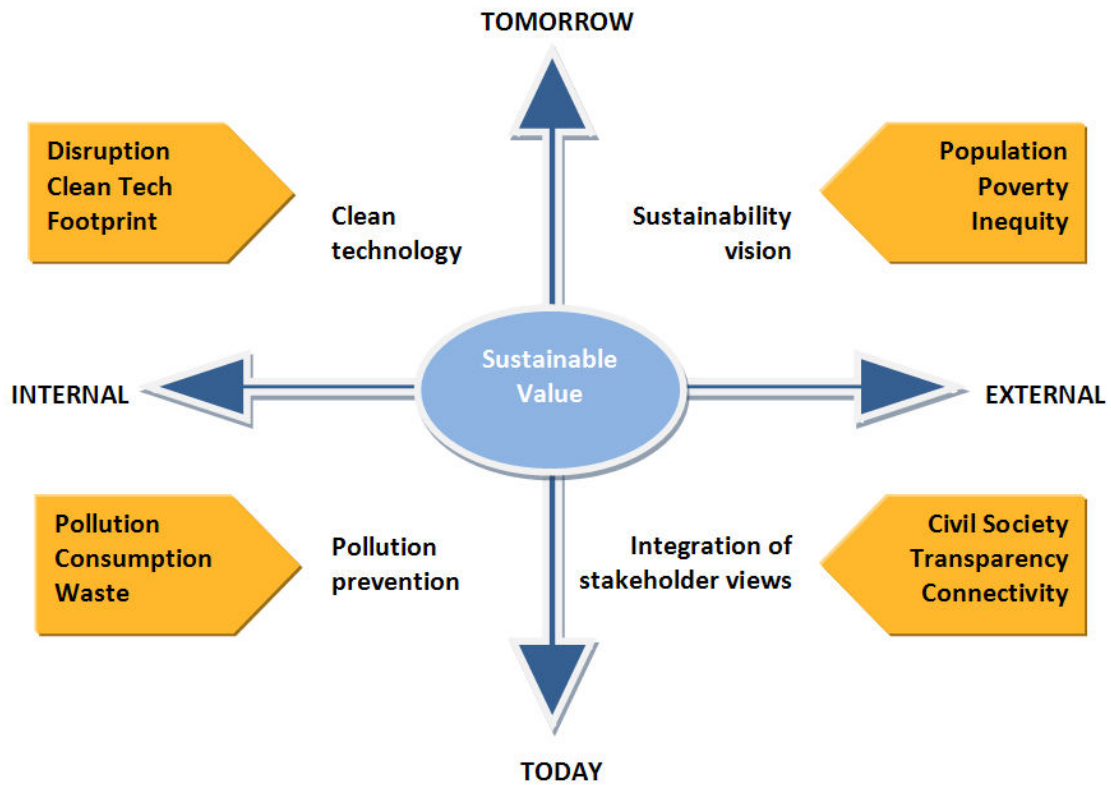 TOMORROW
Disruption
Clean Tech
Footprint
Clean
technology
Sustainability
vision
Population
Poverty
Inequity
INTERNAL
Sustainable
Value
EXTERNAL
Pollution
Consumption
Waste
Pollution
prevention
Integration of
stakeholder views
Civil Society
Transparency
Connectivity
TODAY